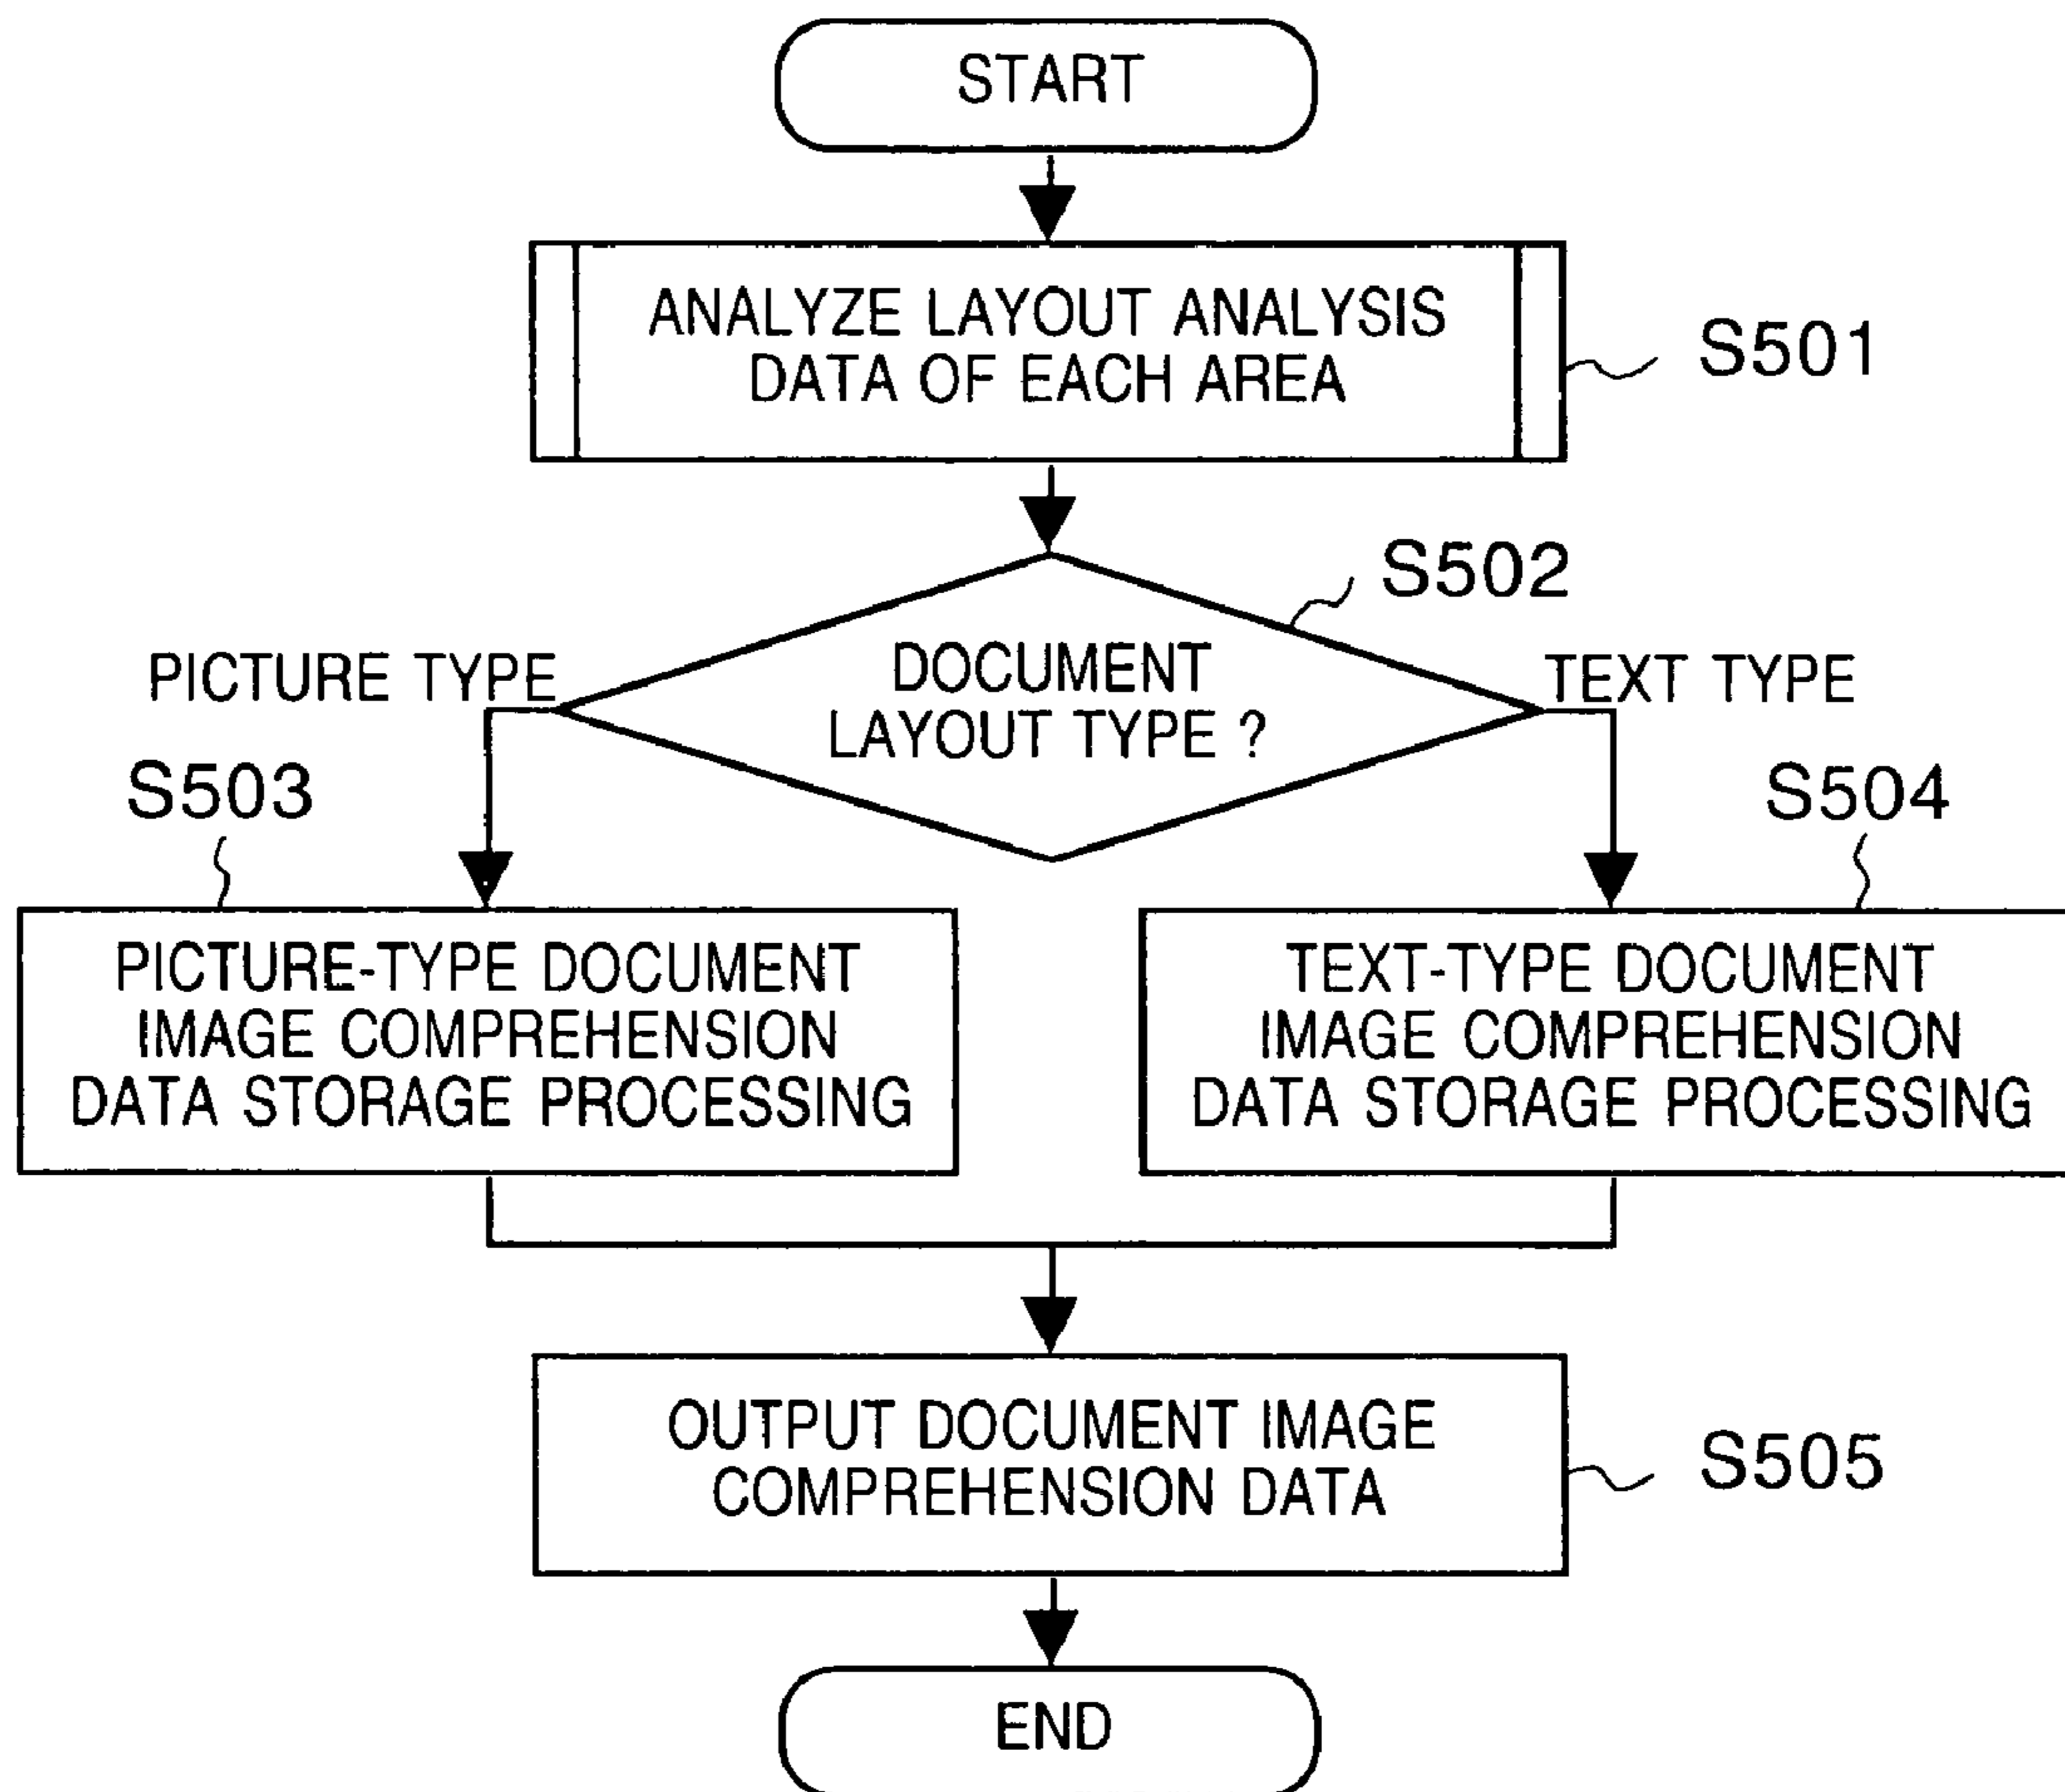 START
ANALYZE LAYOUT ANALYSIS
DATA OF EACH AREA
S501
S502
DOCUMENT
LAYOUT TYPE ?
PICTURE TYPE
TEXT TYPE
S503
S504
PICTURE-TYPE DOCUMENT
IMAGE COMPREHENSION
DATA STORAGE PROCESSING
TEXT-TYPE DOCUMENT
IMAGE COMPREHENSION
DATA STORAGE PROCESSING
OUTPUT DOCUMENT IMAGE
COMPREHENSION DATA
S505
END